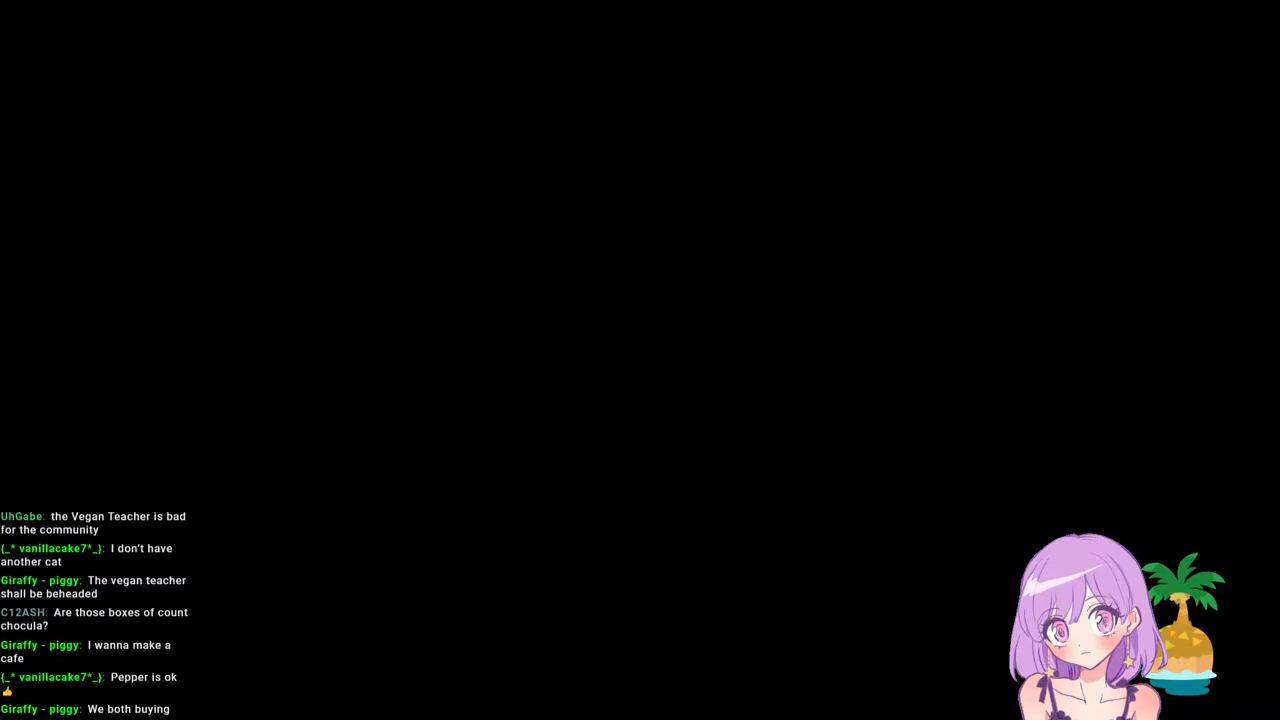 UhGabe: the Vegan Teacher is bad
for the community
{_* vanillacake7*_}: I don't have
another cat
Giraffy - piggy: The vegan teacher
shall be beheaded
C12ASH: Are those boxes of count
chocula?
Giraffy - piggy: I wanna make a
cafe
{_* vanillacake7*_}: Pepper is ok
👍
Giraffy - piggy: We both buying